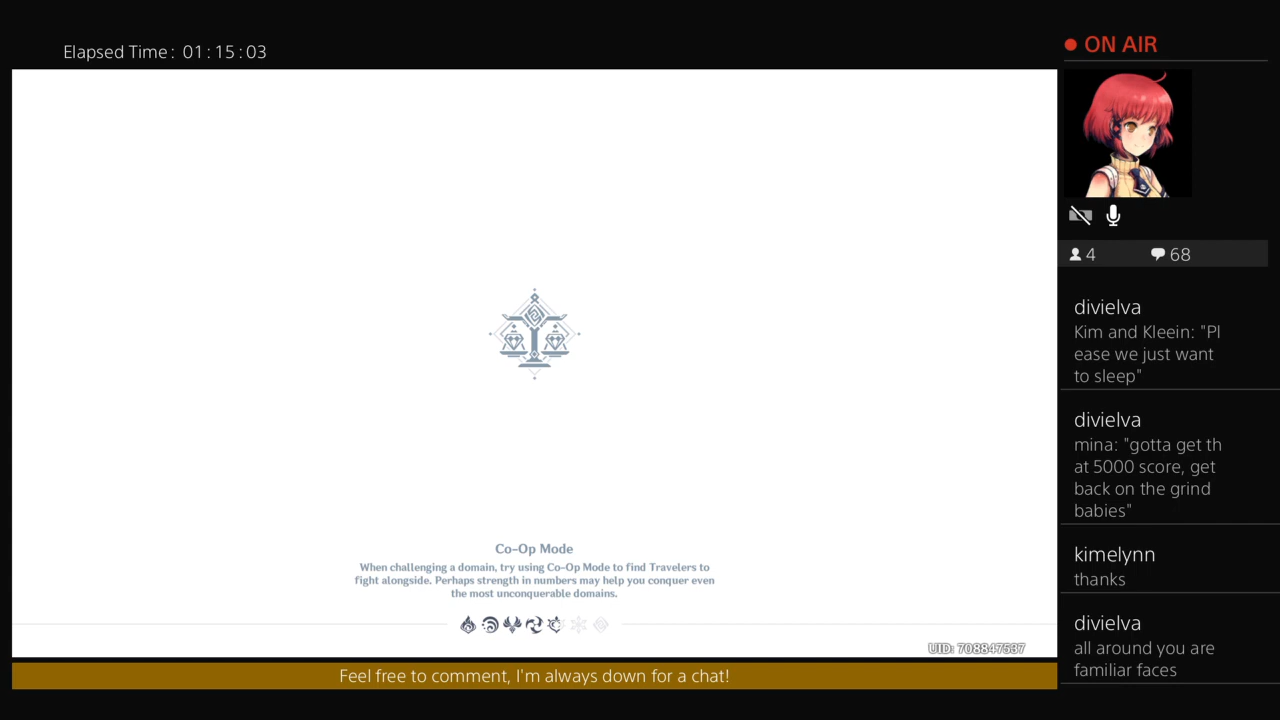 Elapsed Time: 01:15:03
ON AIR
4 68
divielva
Kim and Kleein: "Pl
ease we just want
to sleep"
divielva
mina: "gotta get th
at 5000 score, get
back on the grind
babies"
kimelynn
thanks
divielva
all around you are
familiar faces
Co-Op Mode
When challenging a domain, try using Co-Op Mode to find Travelers to
fight alongside. Perhaps strength in numbers may help you conquer even
the most unconquerable domains.
UID: 708847537
Feel free to comment, I'm always down for a chat!